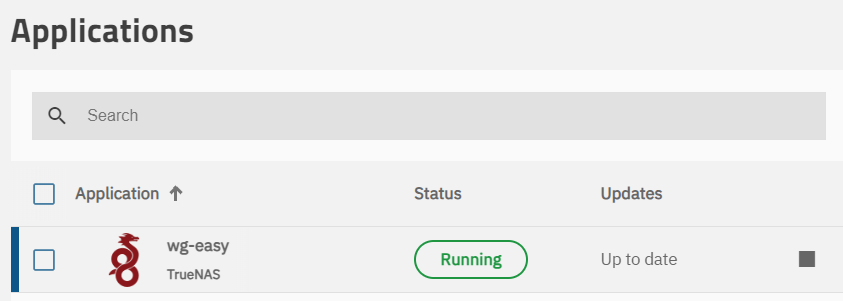 Applications
Search
Application Status Updates
wg-easy
TrueNAS
Running
Up to date